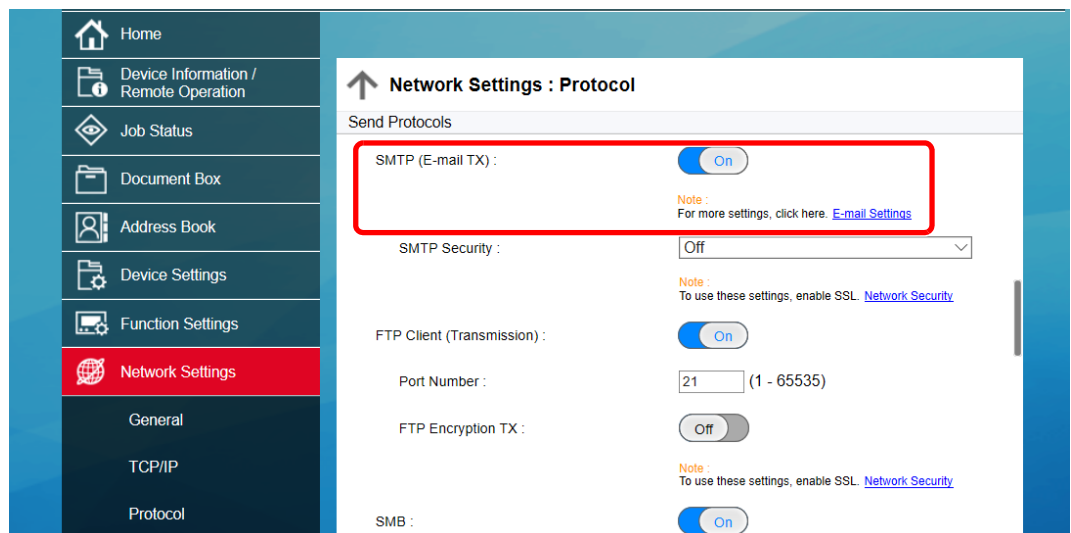 Home
Device Information /
Remote Operation
Job Status
Document Box
Address Book
Device Settings
Function Settings
Network Settings
General
TCP/IP
Protocol
Network Settings : Protocol
Send Protocols
SMTP (E-mail TX) : On
Note :
For more settings, click here. E-mail Settings
SMTP Security : Off
Note :
To use these settings, enable SSL. Network Security
FTP Client (Transmission) : On
Port Number : 21 (1 - 65535)
FTP Encryption TX : Off
Note :
To use these settings, enable SSL. Network Security
SMB : On